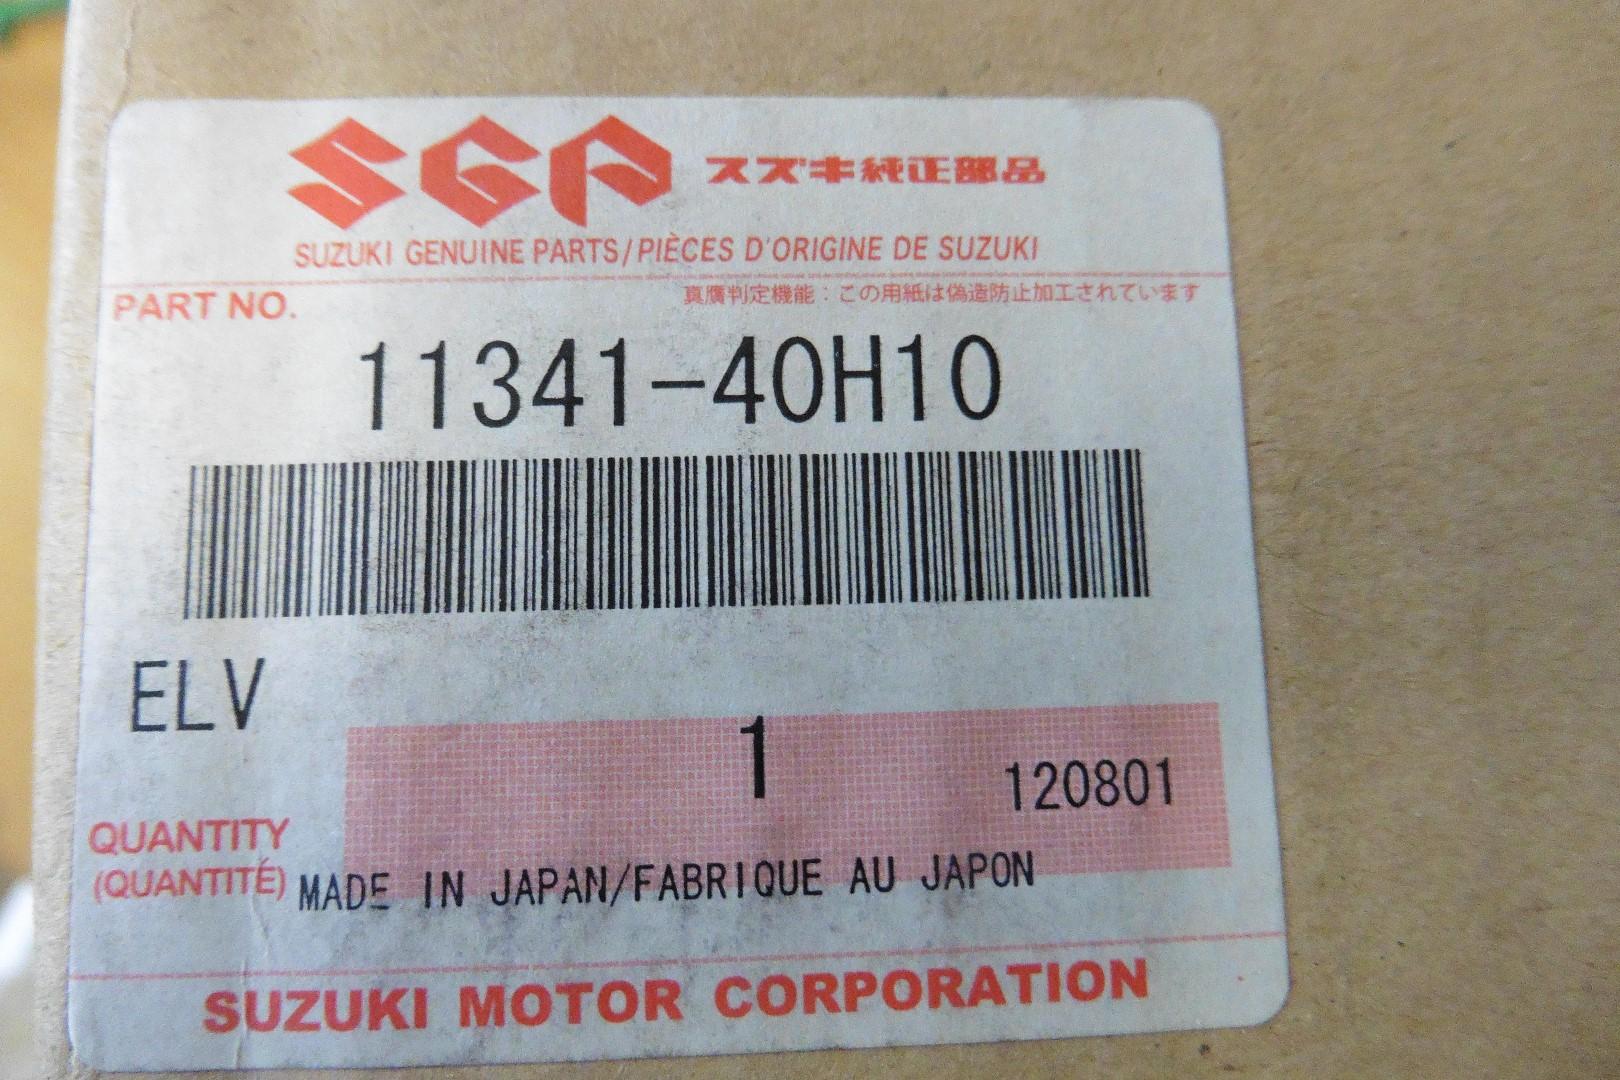 SGP スズキ純正部品
SUZUKI GENUINE PARTS/PIÈCES D'ORIGINE DE SUZUKI
PART NO.
真贋判定機能：この用紙は偽造防止加工されています
11341-40H10
ELV
1
120801
QUANTITY
(QUANTITÉ)
MADE IN JAPAN/FABRIQUE AU JAPON
SUZUKI MOTOR CORPORATION